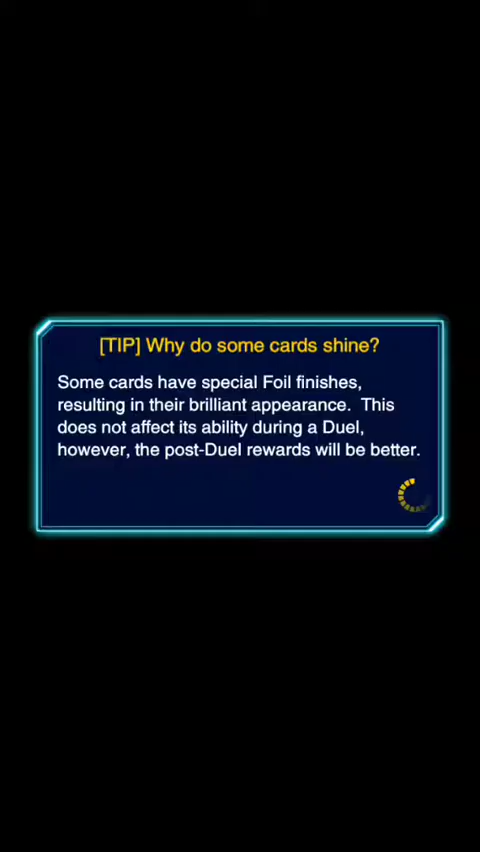 [TIP] Why do some cards shine?
Some cards have special Foil finishes,
resulting in their brilliant appearance.  This
does not affect its ability during a Duel,
however, the post-Duel rewards will be better.